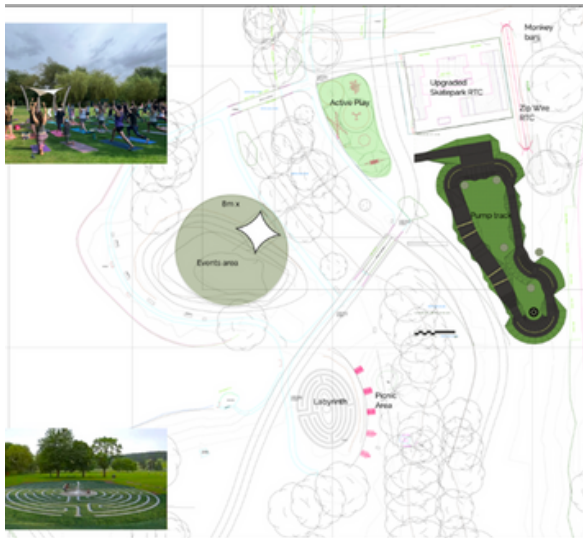 Monkey
bars
Upgraded
Skatepark RTC
Active Play
Zip Wire
RTC
8m x
Pump track
Events area
Labyrinth
Picnic
Area